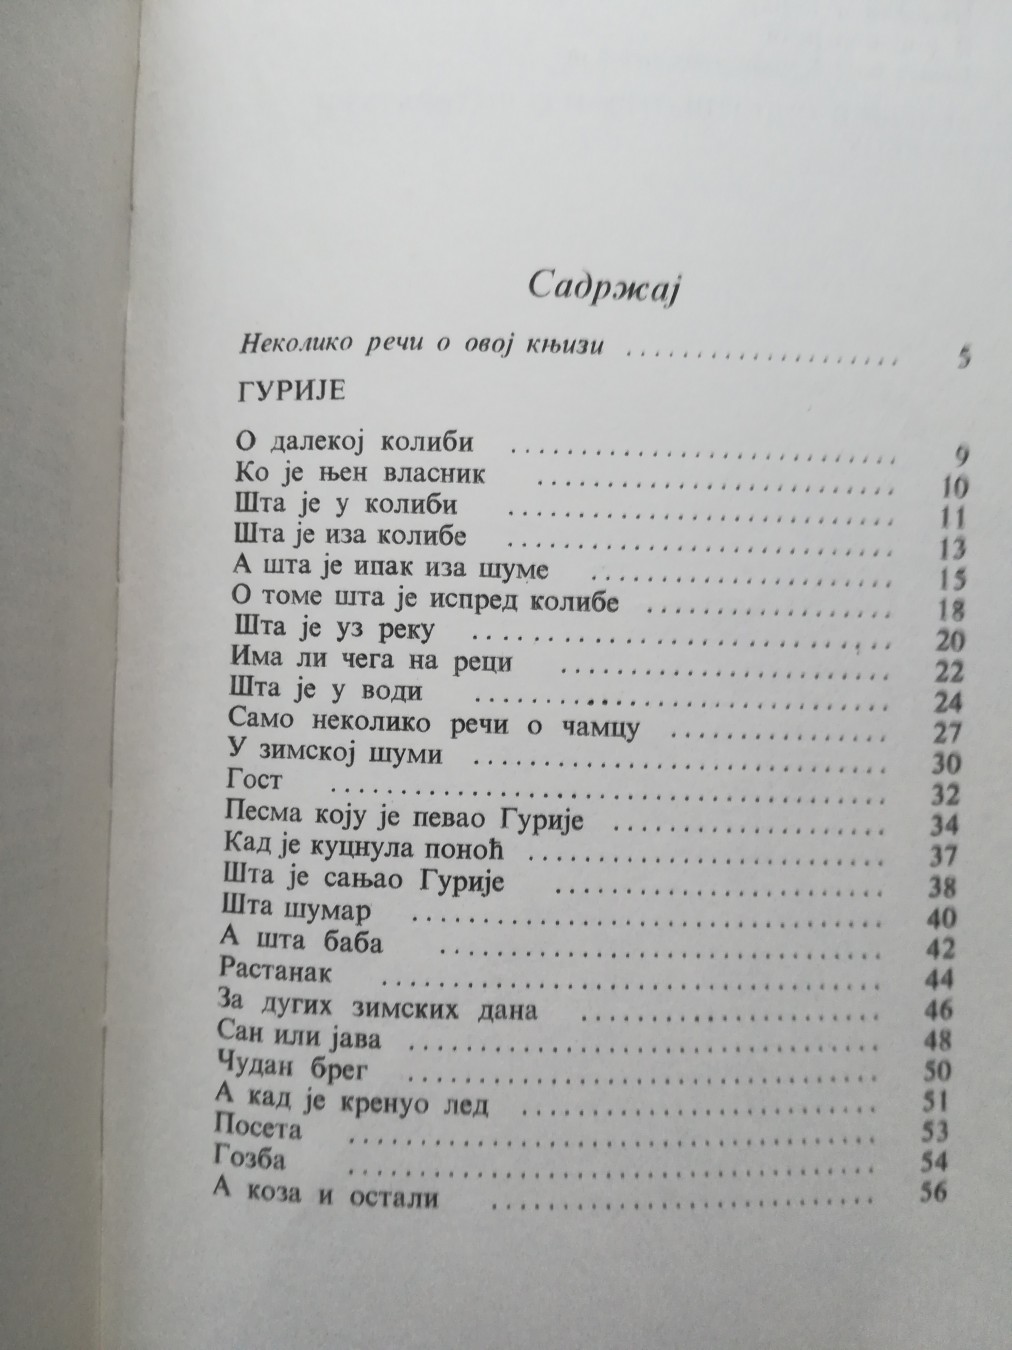 Садржај
Неколико речи о овој књизи ..................... 5
ГУРИЈЕ
О далекој колиби ............................ 9
Ко је њен власник .......................... 10
Шта је у колиби ............................ 11
Шта је иза колибе ........................... 13
А шта је ипак иза шуме ..................... 15
О томе шта је испред колибе ................. 18
Шта је уз реку .............................. 20
Има ли чега на реци ........................ 22
Шта је у води .............................. 24
Само неколико речи о чамцу ................ 27
У зимској шуми ............................. 30
Гост ....................................... 32
Песма коју је певао Гурије .................. 34
Кад је куцнула поноћ ........................ 37
Шта је сањао Гурије ........................ 38
Шта шумар ................................. 40
А шта баба ................................. 42
Растанак .................................... 44
За дугих зимских дана ...................... 46
Сан или јава ................................ 48
Чудан брег ................................. 50
А кад је кренуо лед ......................... 51
Посета ...................................... 53
Гозба ....................................... 54
А коза и остали ............................ 56